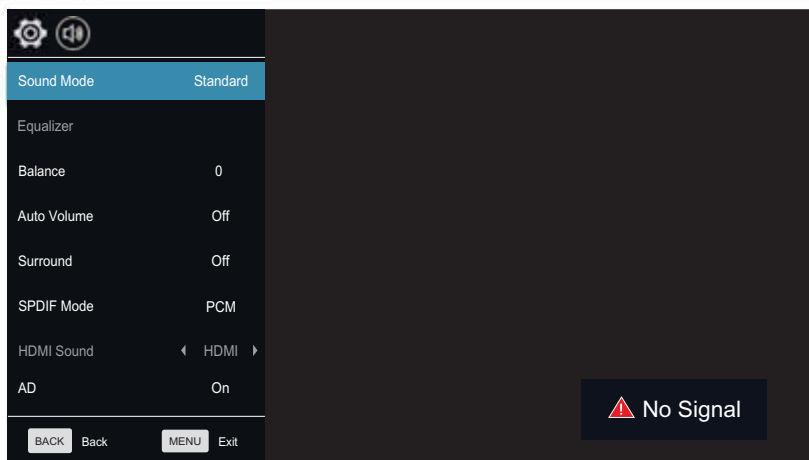 Sound Mode Standard
Equalizer
Balance 0
Auto Volume Off
Surround Off
SPDIF Mode PCM
HDMI Sound HDMI
AD On
No Signal
BACK Back MENU Exit